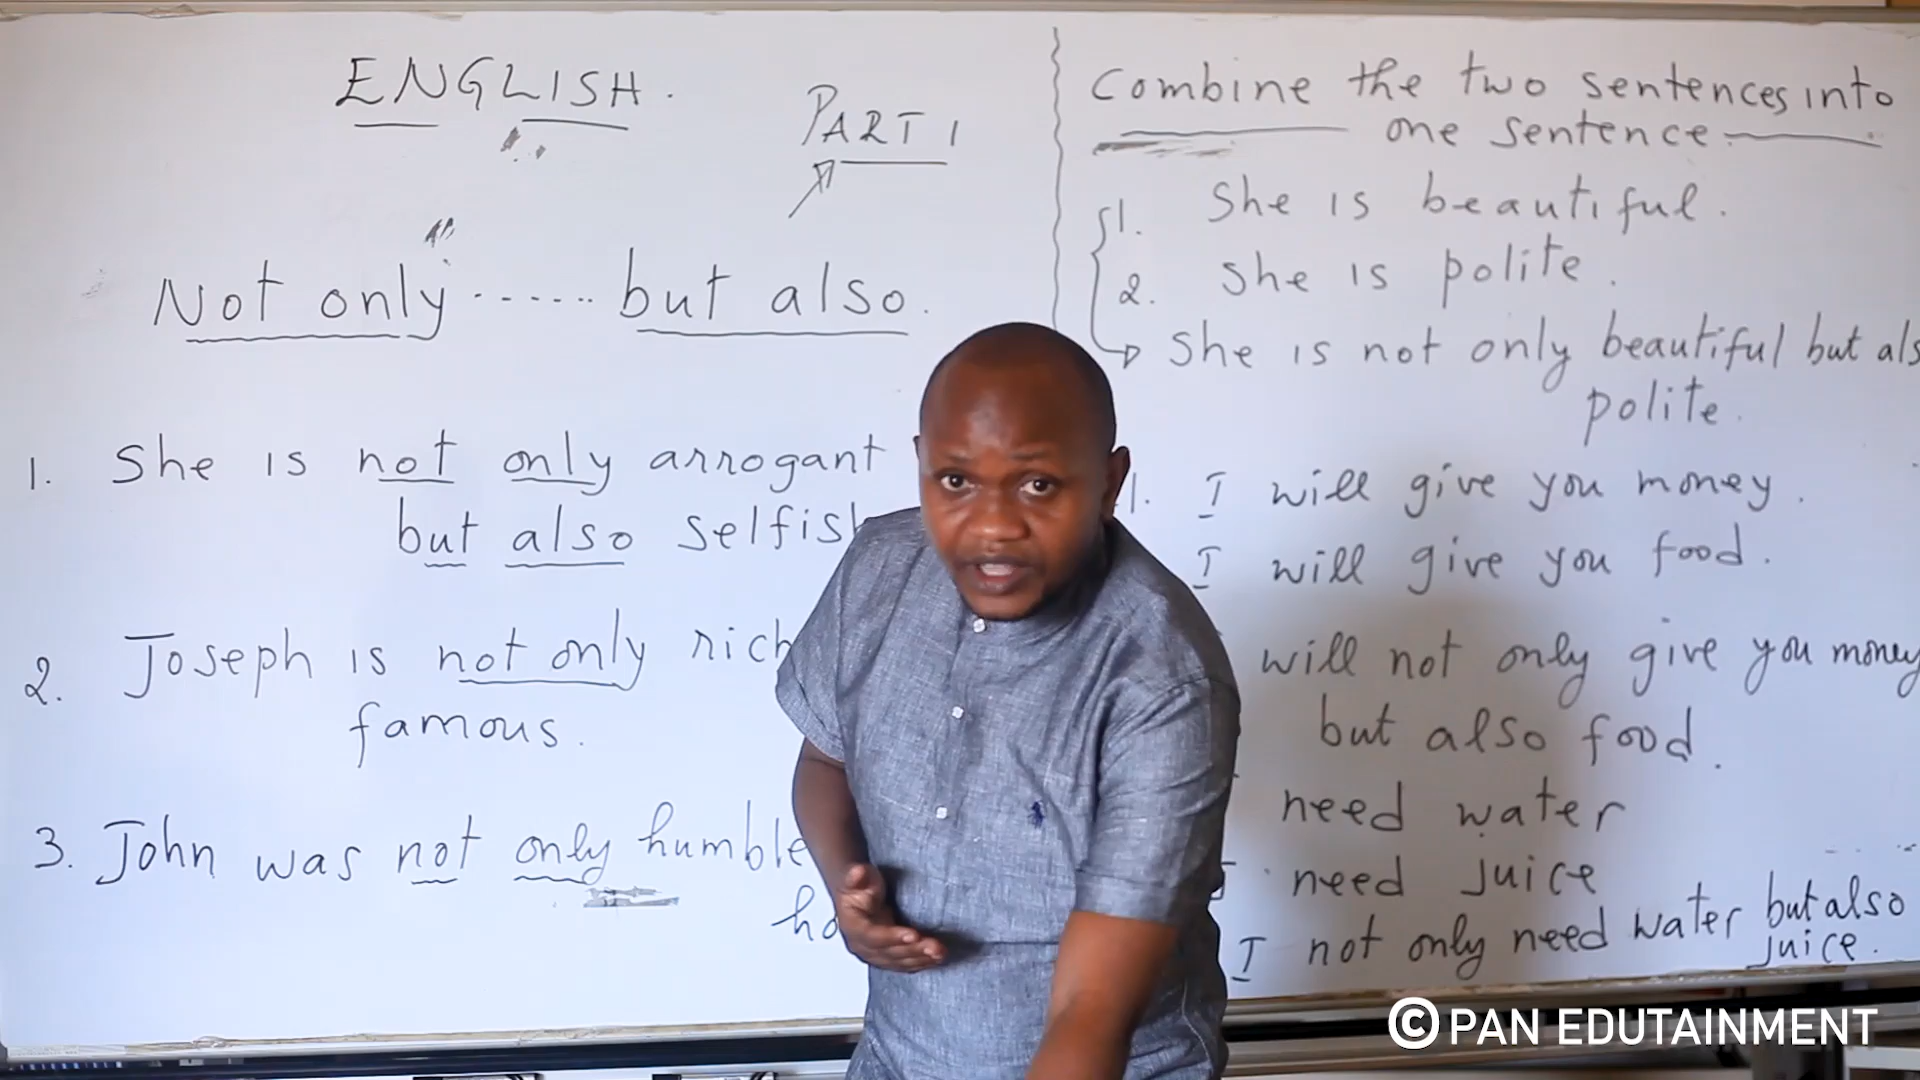 ENGLISH.
PART 1
Not only ...... but also.
1. She is not only arrogant
but also
2. Joseph is not only
famous.
3. John was not only humble
Combine the two sentences into
one sentence.
1. She is beautiful.
2. She is polite.
She is not only beautiful but
polite.
1. I will give you money.
I will give you food.
will not only give you money
but also food.
need water
I need juice
I not only need water but also
juice.
© PAN EDUTAINMENT